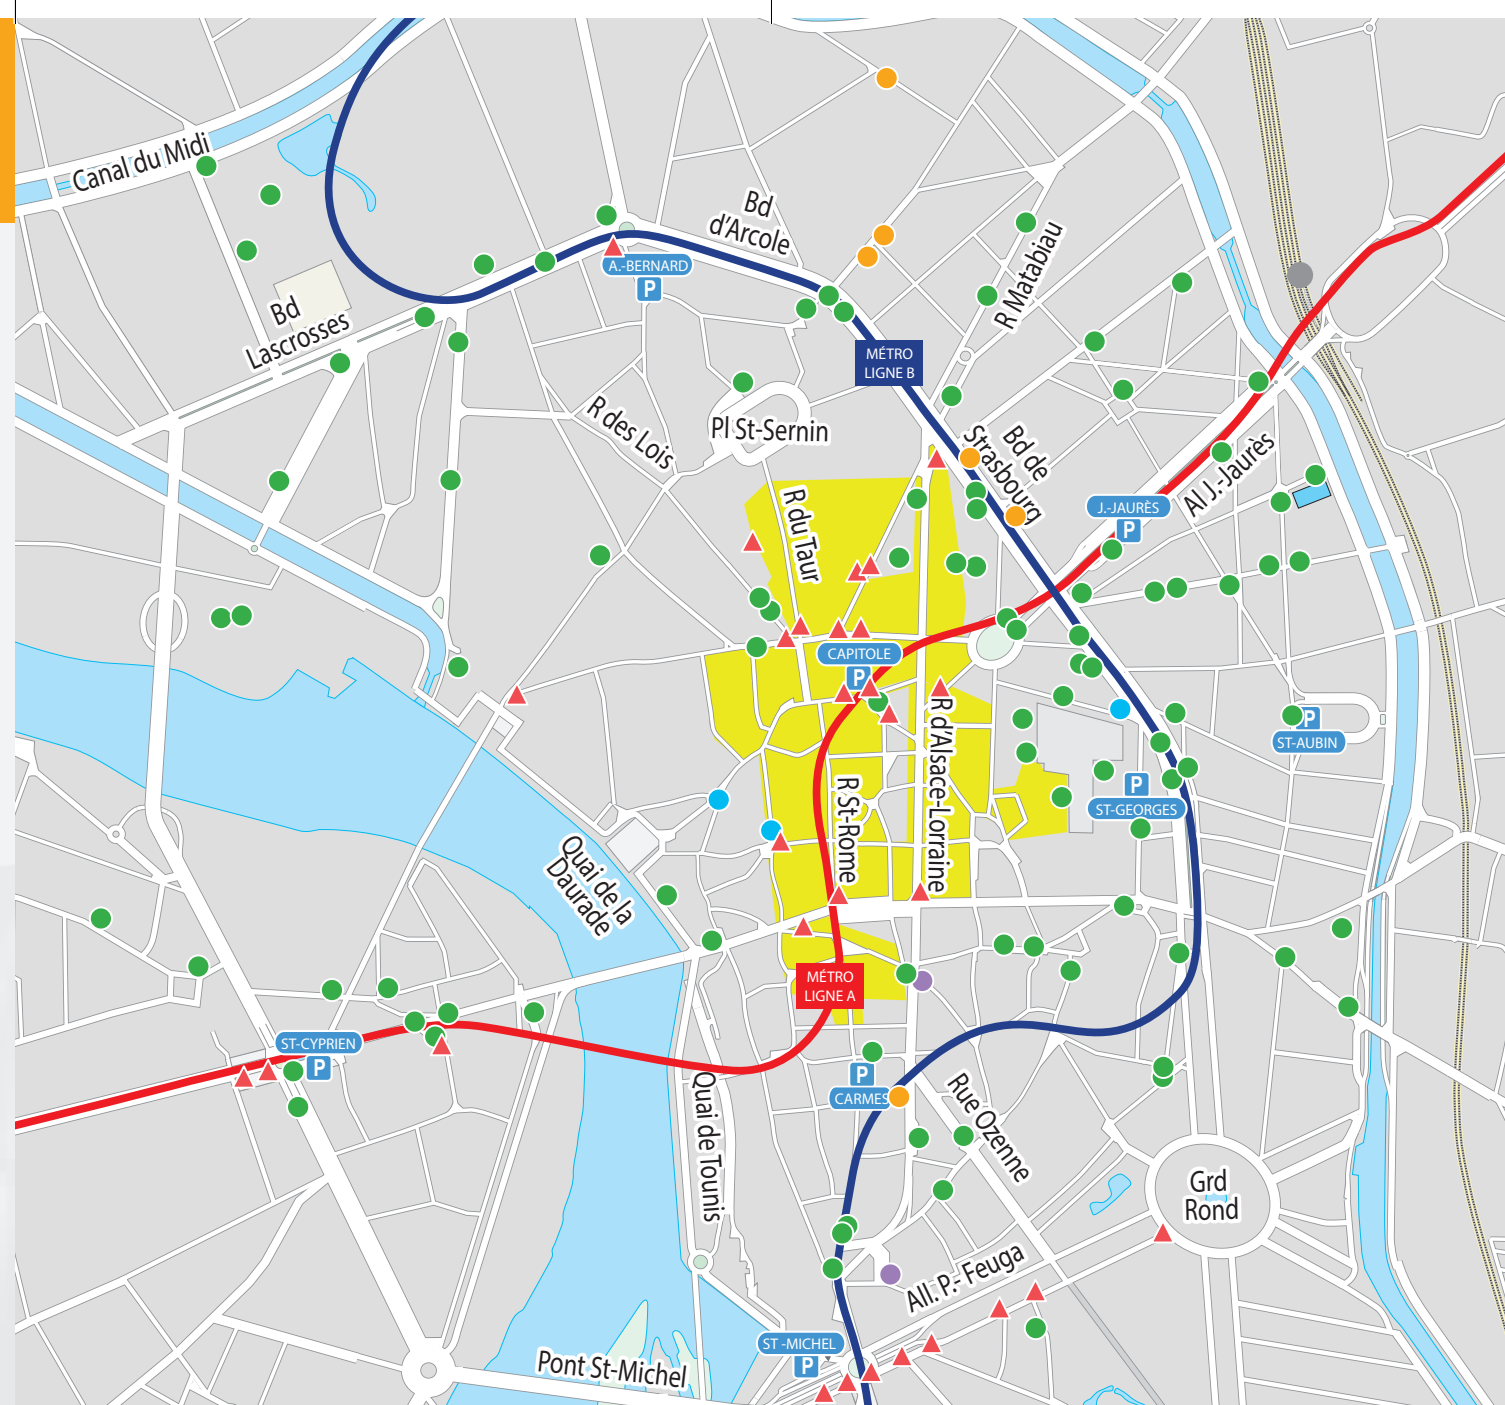 Canal du Midi
Bd
d'Arcole
A.-BERNARD
P
R Matabiau
Bd
Lascrosses
MÉTRO
LIGNE B
R des Lois
Pl St-Sernin
Bd de
Strasbourg
R du Taur
J.-JAURÈS
P
Al J.-Jaurès
CAPITOLE
P
R d'Alsace-Lorraine
P
ST-AUBIN
R St-Rome
P
ST-GEORGES
Quai de la
Daurade
MÉTRO
LIGNE A
ST-CYPRIEN
P
P
CARMES
Quai de Tounis
Rue Ozenne
Grd
Rond
All. P.- Feuga
ST -MICHEL
P
Pont St-Michel